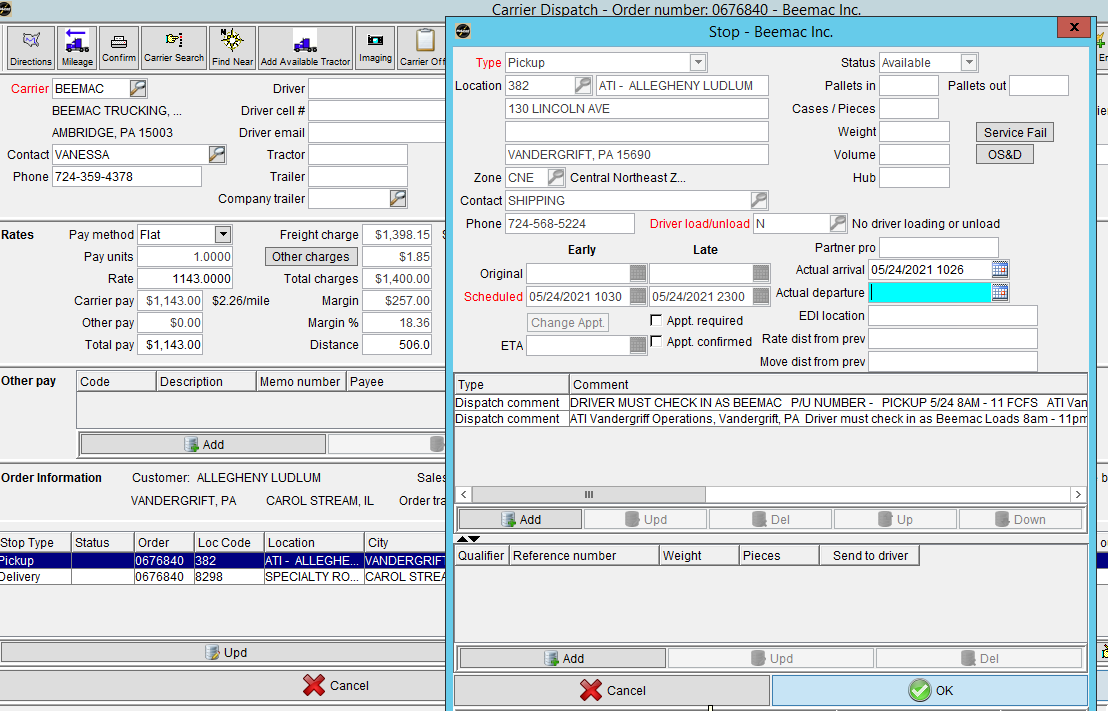 Carrier Dispatch - Order number: 0676840 - Beemac Inc.
Directions
Mileage
Confirm
Carrier Search
Find Near
Add Available Tractor
Imaging
Carrier Off
Carrier BEEMAC
BEEMAC TRUCKING, ...
AMBRIDGE, PA 15003
Contact VANESSA
Phone 724-359-4378
Driver
Driver cell #
Driver email
Tractor
Trailer
Company trailer
Rates
Pay method Flat
Pay units 1.0000
Rate 1143.0000
Carrier pay $1,143.00 $2.26/mile
Other pay $0.00
Total pay $1,143.00
Freight charge $1,398.15
Other charges $1.85
Total charges $1,400.00
Margin $257.00
Margin % 18.36
Distance 506.0
Other pay
Code Description Memo number Payee
Add
Order Information Customer: ALLEGHENY LUDLUM Sales
VANDERGRIFT, PA CAROL STREAM, IL Order tra
Stop Type Status Order Loc Code Location City
Pickup 0676840 382 ATI - ALLEGHE... VANDERGRIFT
Delivery 0676840 8298 SPECIALTY RO... CAROL STREA
Upd
Cancel
Stop - Beemac Inc.
X
Type Pickup
Location 382 ATI - ALLEGHENY LUDLUM
130 LINCOLN AVE
VANDERGRIFT, PA 15690
Zone CNE Central Northeast Z...
Contact SHIPPING
Phone 724-568-5224 Driver load/unload N No driver loading or unload
Status Available
Pallets in Pallets out
Cases / Pieces
Weight Service Fail
Volume OS&D
Hub
Early Late
Original
Scheduled 05/24/2021 1030 05/24/2021 2300
Change Appt. Appt. required
ETA Appt. confirmed
Partner pro
Actual arrival 05/24/2021 1026
Actual departure
EDI location
Rate dist from prev
Move dist from prev
Type Comment
Dispatch comment DRIVER MUST CHECK IN AS BEEMAC P/U NUMBER - PICKUP 5/24 8AM - 11 FCFS ATI Van
Dispatch comment ATI Vandergriff Operations, Vandergrift, PA Driver must check in as Beemac Loads 8am - 11pm
Add Upd Del Up Down
Qualifier Reference number Weight Pieces Send to driver
Add Upd Del
Cancel OK